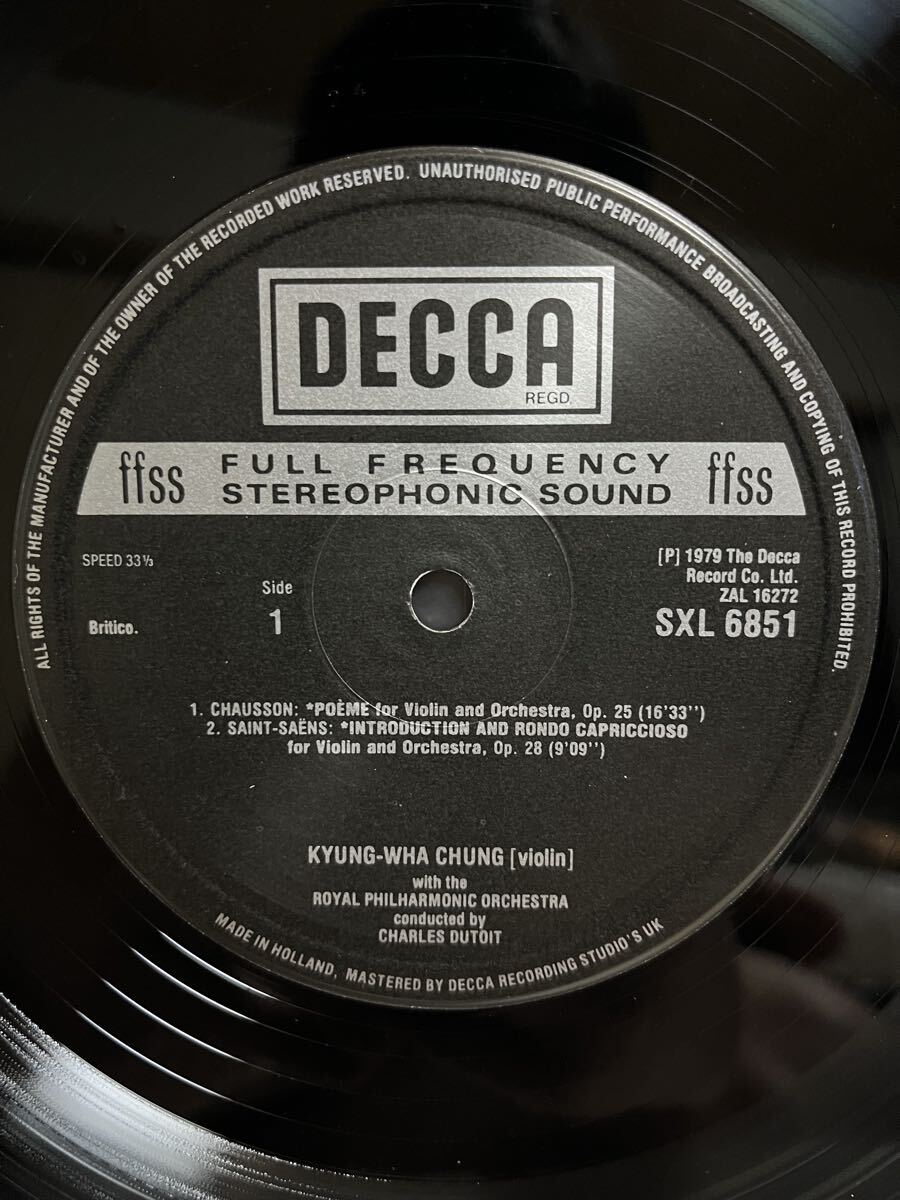 ALL RIGHTS OF THE MANUFACTURER AND OF THE OWNER OF THE RECORDED WORK RESERVED. UNAUTHORISED PUBLIC PERFORMANCE BROADCASTING AND COPYING OF THIS RECORD PROHIBITED.
DECCA
REGD.
ffss FULL FREQUENCY STEREOPHONIC SOUND ffss
SPEED 33⅓
[P] 1979 The Decca
Record Co. Ltd.
ZAL 16272
SXL 6851
Side
1
Britico.
1. CHAUSSON: *POÈME for Violin and Orchestra, Op. 25 (16'33'')
2. SAINT-SAËNS: *INTRODUCTION AND RONDO CAPRICCIOSO
for Violin and Orchestra, Op. 28 (9'09'')
KYUNG-WHA CHUNG [violin]
with the
ROYAL PHILHARMONIC ORCHESTRA
conducted by
CHARLES DUTOIT
MADE IN HOLLAND, MASTERED BY DECCA RECORDING STUDIO'S UK